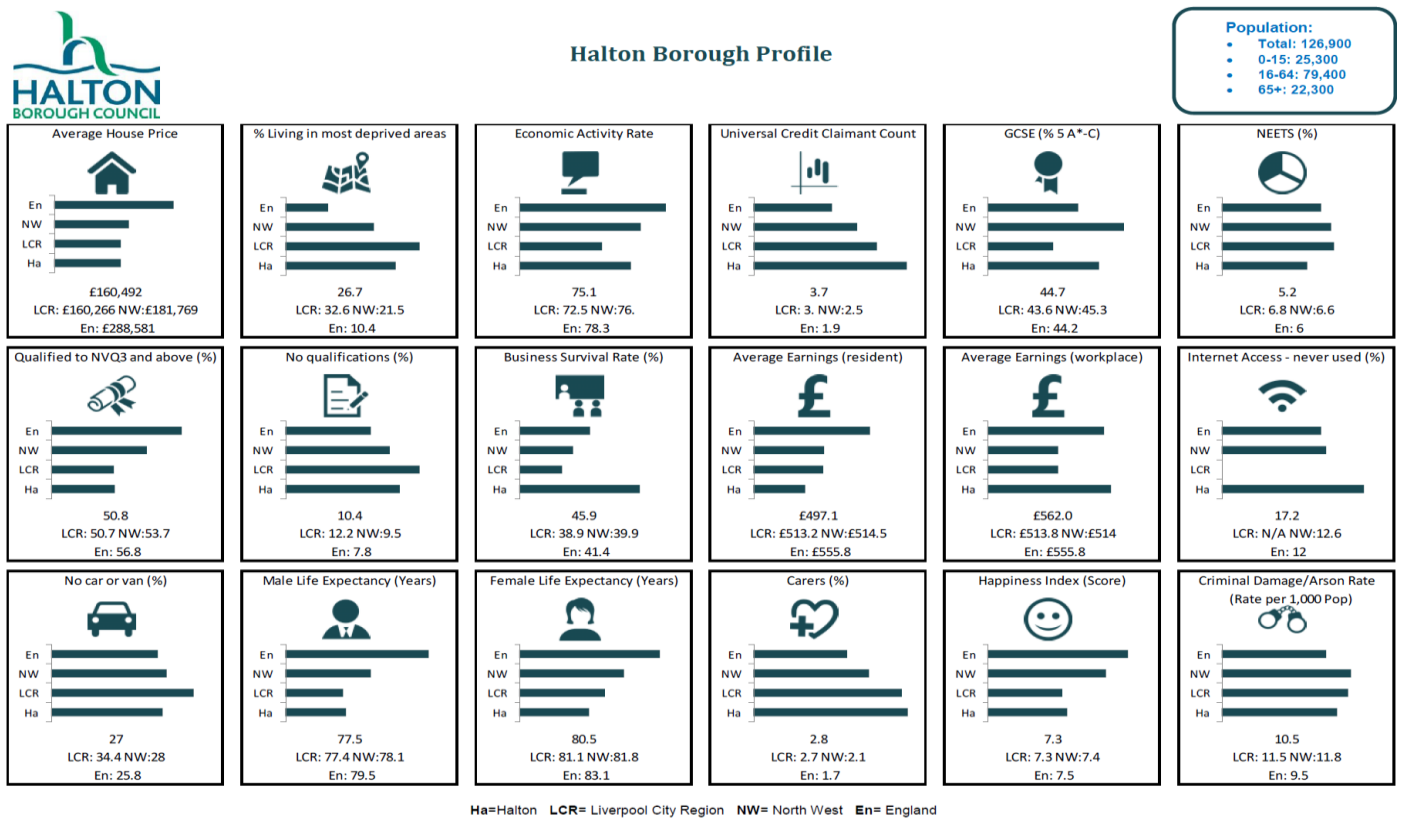 HALTON
BOROUGH COUNCIL
Halton Borough Profile
Population:
• Total: 126,900
• 0-15: 25,300
• 16-64: 79,400
• 65+: 22,300
Average House Price
En
NW
LCR
Ha
£160,492
LCR: £160,266 NW:£181,769
En: £288,581
% Living in most deprived areas
En
NW
LCR
Ha
26.7
LCR: 32.6 NW:21.5
En: 10.4
Economic Activity Rate
En
NW
LCR
Ha
75.1
LCR: 72.5 NW:76.
En: 78.3
Universal Credit Claimant Count
En
NW
LCR
Ha
3.7
LCR: 3. NW:2.5
En: 1.9
GCSE (% 5 A*-C)
En
NW
LCR
Ha
44.7
LCR: 43.6 NW:45.3
En: 44.2
NEETS (%)
En
NW
LCR
Ha
5.2
LCR: 6.8 NW:6.6
En: 6
Qualified to NVQ3 and above (%)
En
NW
LCR
Ha
50.8
LCR: 50.7 NW:53.7
En: 56.8
No qualifications (%)
En
NW
LCR
Ha
10.4
LCR: 12.2 NW:9.5
En: 7.8
Business Survival Rate (%)
En
NW
LCR
Ha
45.9
LCR: 38.9 NW:39.9
En: 41.4
Average Earnings (resident)
£
En
NW
LCR
Ha
£497.1
LCR: £513.2 NW:£514.5
En: £555.8
Average Earnings (workplace)
£
En
NW
LCR
Ha
£562.0
LCR: £513.8 NW:£514
En: £555.8
Internet Access - never used (%)
En
NW
LCR
Ha
17.2
LCR: N/A NW:12.6
En: 12
No car or van (%)
En
NW
LCR
Ha
27
LCR: 34.4 NW:28
En: 25.8
Male Life Expectancy (Years)
En
NW
LCR
Ha
77.5
LCR: 77.4 NW:78.1
En: 79.5
Female Life Expectancy (Years)
En
NW
LCR
Ha
80.5
LCR: 81.1 NW:81.8
En: 83.1
Carers (%)
En
NW
LCR
Ha
2.8
LCR: 2.7 NW:2.1
En: 1.7
Happiness Index (Score)
En
NW
LCR
Ha
7.3
LCR: 7.3 NW:7.4
En: 7.5
Criminal Damage/Arson Rate
(Rate per 1,000 Pop)
En
NW
LCR
Ha
10.5
LCR: 11.5 NW:11.8
En: 9.5
Ha=Halton LCR= Liverpool City Region NW= North West En= England